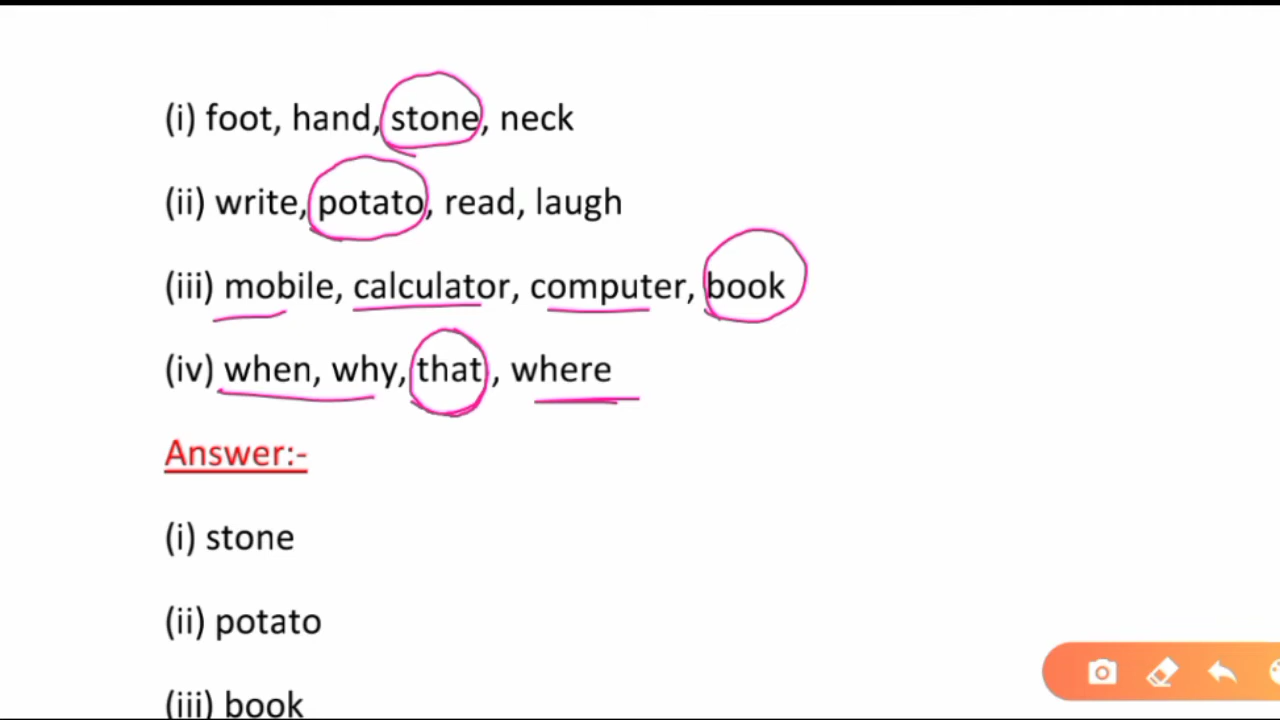 (i) foot, hand, stone, neck
(ii) write, potato, read, laugh
(iii) mobile, calculator, computer, book
(iv) when, why, that , where
Answer:-
(i) stone
(ii) potato
(iii) book